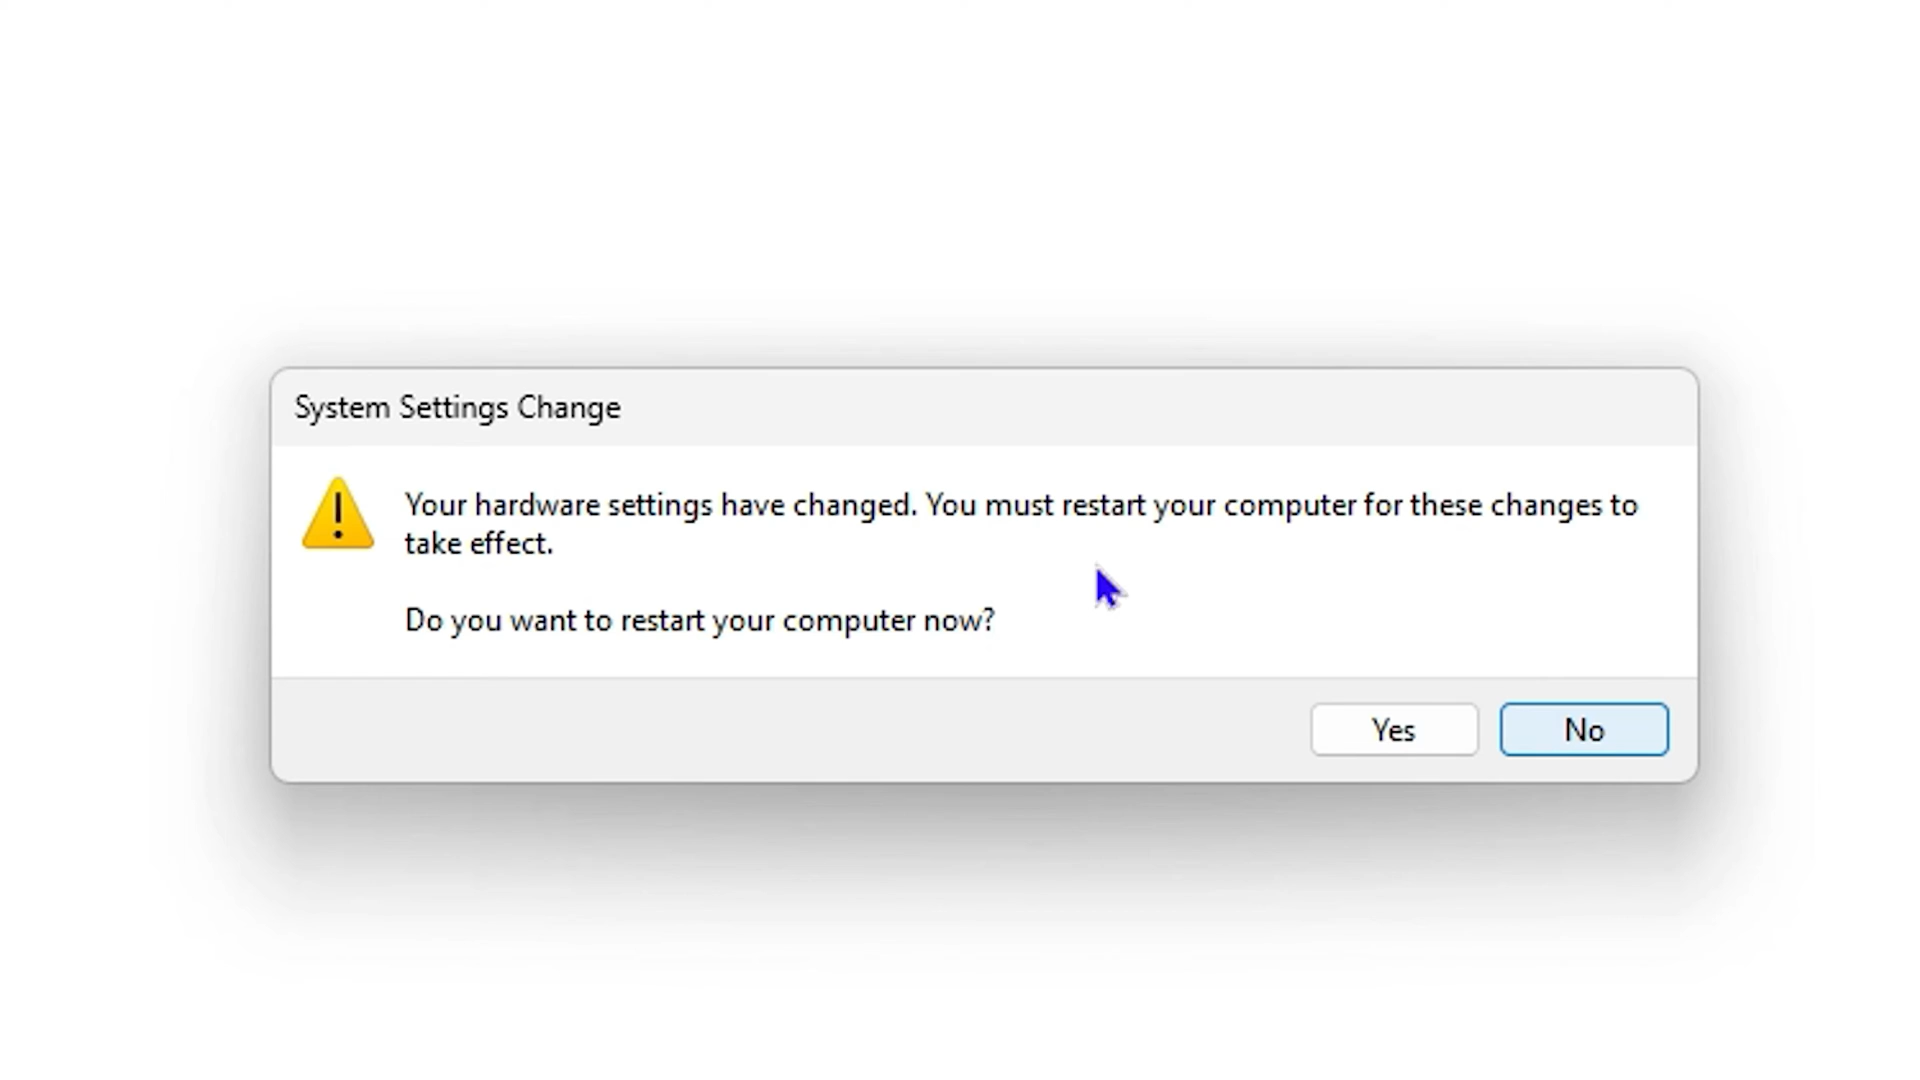 System Settings Change
Your hardware settings have changed. You must restart your computer for these changes to
take effect.
Do you want to restart your computer now?
Yes
No